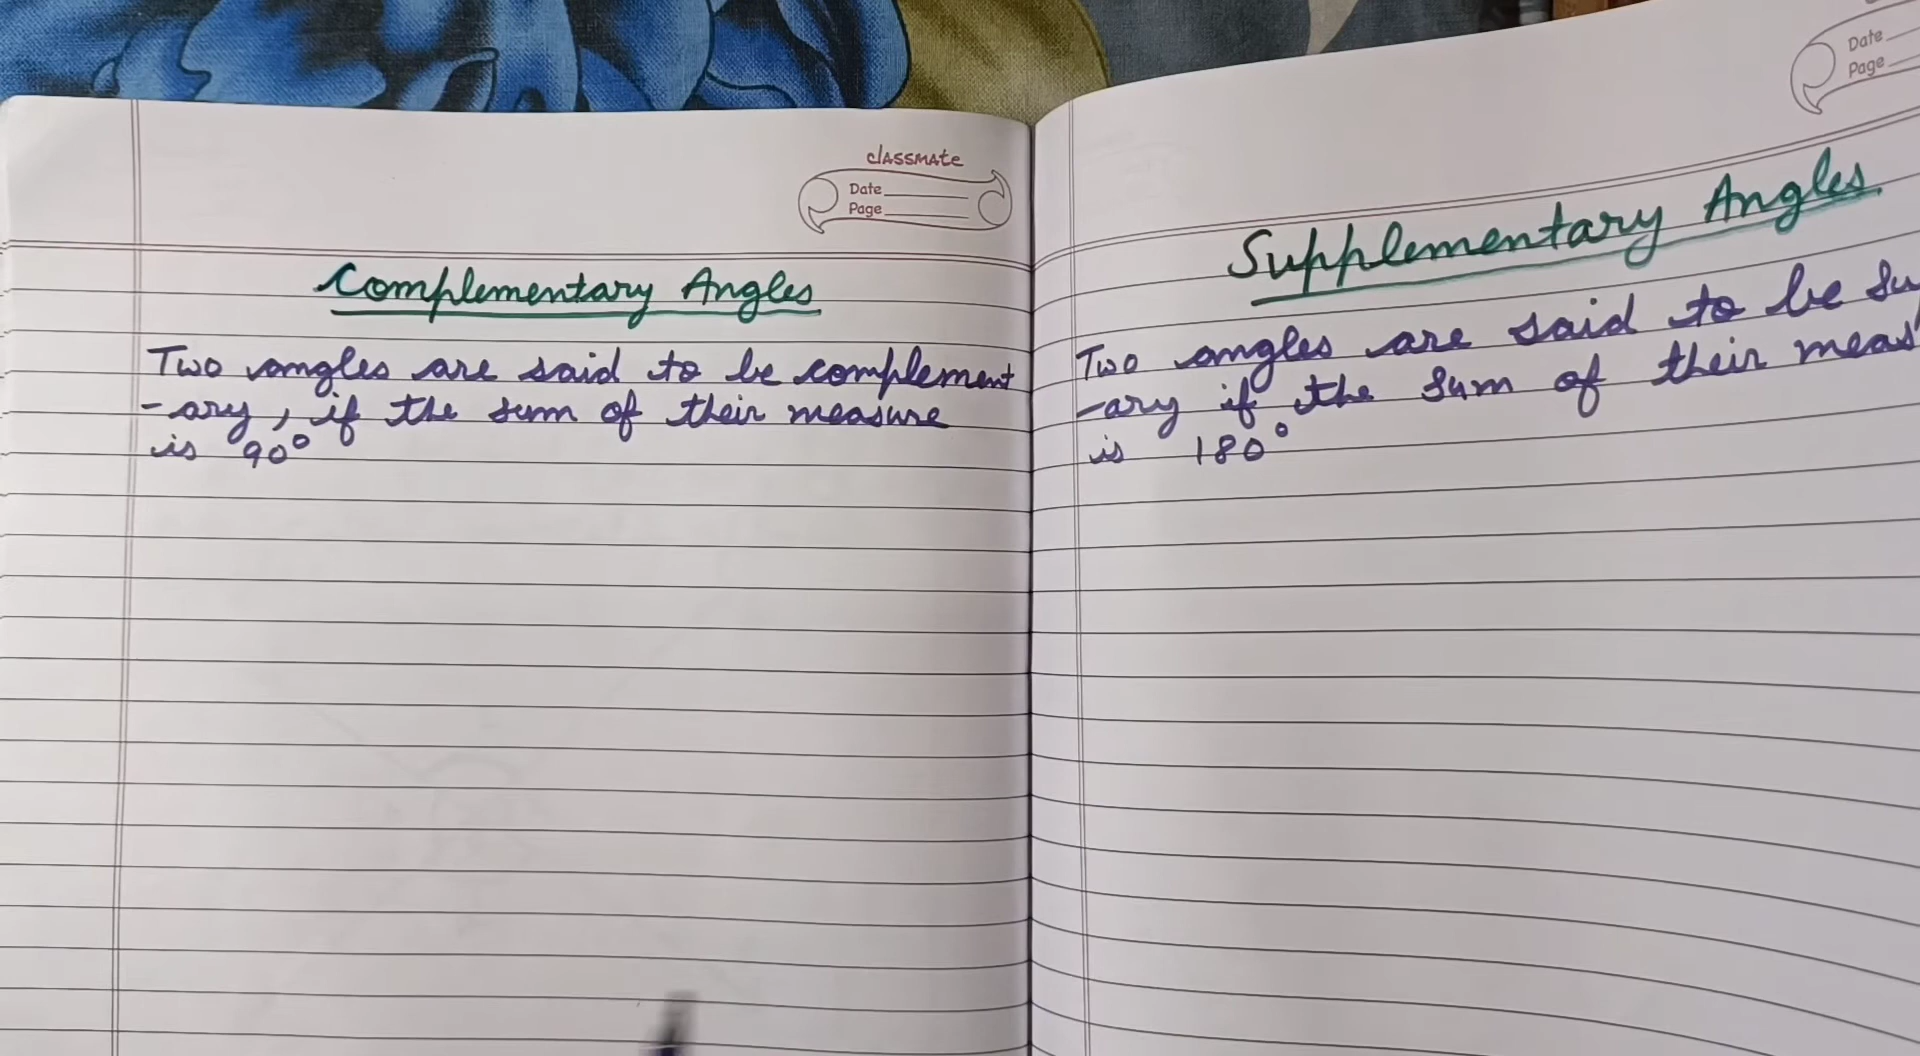 classmate
Date
Page
Complementary Angles
Two angles are said to be complement
-ary, if the sum of their measure
is 90°
Date
Page
Supplementary Angles
Two angles are said to be Su
-ary if the sum of their meas
is 180°